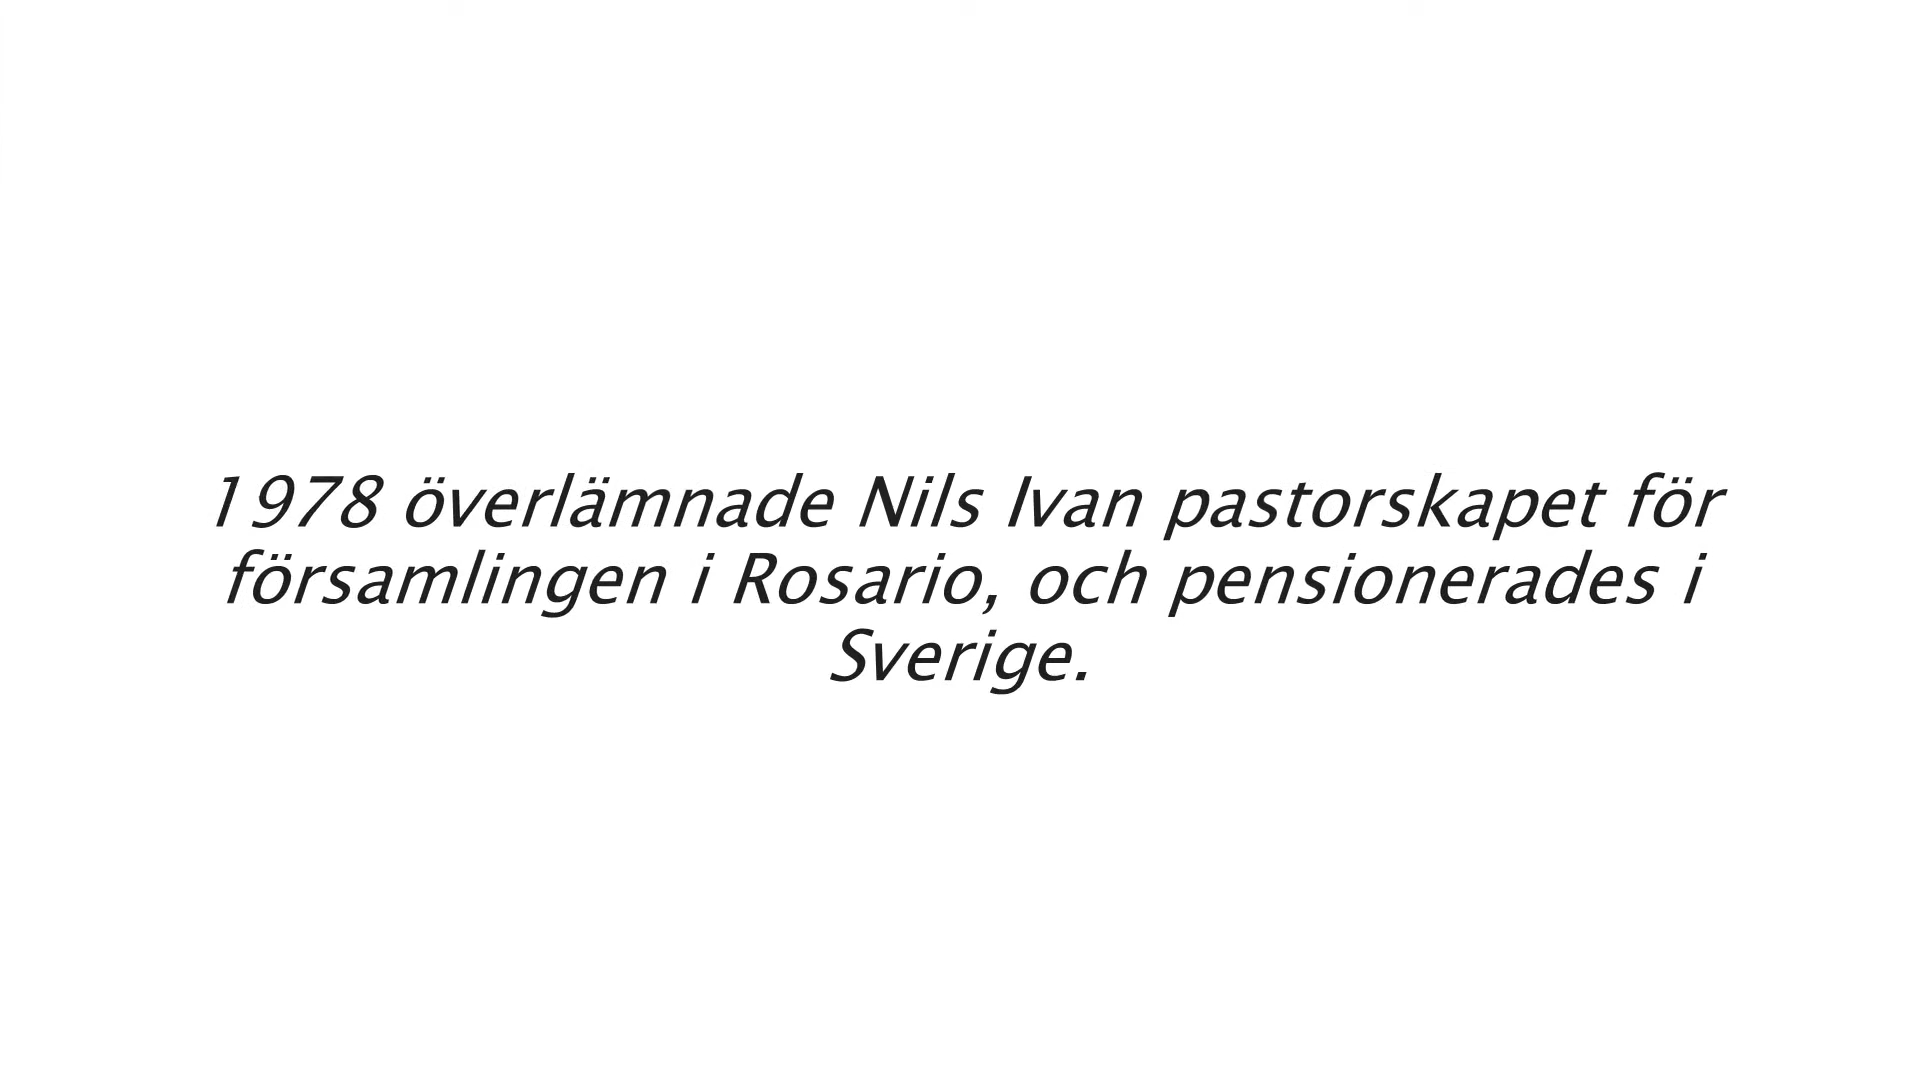 1978 överlämnade Nils Ivan pastorskapet för
församlingen i Rosario, och pensionerades i
Sverige.